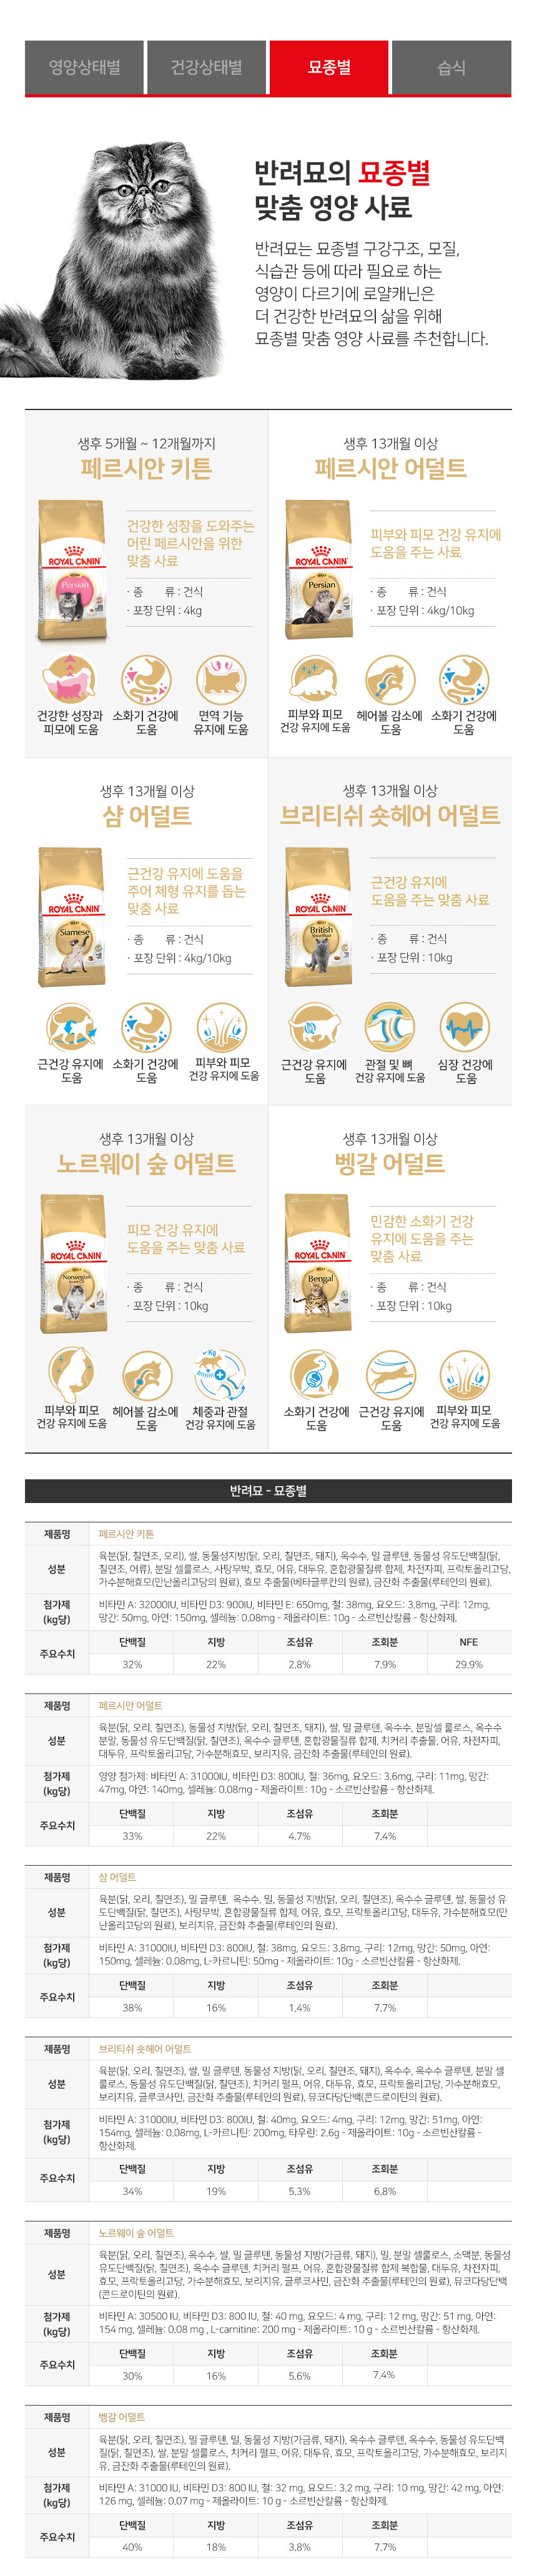 영양상태별
건강상태별
묘종별
습식
반려묘의 묘종별
맞춤 영양 사료
반려묘는 묘종별 구강구조, 모질,
식습관 등에 따라 필요로 하는
영양이 다르기에 로얄캐닌은
더 건강한 반려묘의 삶을 위해
묘종별 맞춤 영양 사료를 추천합니다.
생후 5개월 ~ 12개월까지
페르시안 키튼
건강한 성장을 도와주는
어린 페르시안을 위한
맞춤 사료
· 종 류 : 건식
· 포장 단위 : 4kg
ROYAL CANIN
Persian
건강한 성장과
피모에 도움
소화기 건강에
도움
면역 기능
유지에 도움
생후 13개월 이상
페르시안 어덜트
피부와 피모 건강 유지에
도움을 주는 사료
· 종 류 : 건식
· 포장 단위 : 4kg/10kg
ROYAL CANIN
Persian
피부와 피모
건강 유지에 도움
헤어볼 감소에
도움
소화기 건강에
도움
생후 13개월 이상
샴 어덜트
근건강 유지에 도움을
주어 체형 유지를 돕는
맞춤 사료
· 종 류 : 건식
· 포장 단위 : 4kg/10kg
ROYAL CANIN
Siamese
근건강 유지에
도움
소화기 건강에
도움
피부와 피모
건강 유지에 도움
생후 13개월 이상
브리티쉬 숏헤어 어덜트
근건강 유지에
도움을 주는 맞춤 사료
· 종 류 : 건식
· 포장 단위 : 10kg
ROYAL CANIN
British
Shorthair
근건강 유지에
도움
관절 및 뼈
건강 유지에 도움
심장 건강에
도움
생후 13개월 이상
노르웨이 숲 어덜트
피모 건강 유지에
도움을 주는 맞춤 사료
· 종 류 : 건식
· 포장 단위 : 10kg
ROYAL CANIN
Norwegian
Kg
피부와 피모
건강 유지에 도움
헤어볼 감소에
도움
체중과 관절
건강 유지에 도움
생후 13개월 이상
벵갈 어덜트
민감한 소화기 건강
유지에 도움을 주는
맞춤 사료
· 종 류 : 건식
· 포장 단위 : 10kg
ROYAL CANIN
Bengal
소화기 건강에
도움
근건강 유지에
도움
피부와 피모
건강 유지에 도움
반려묘 - 묘종별
제품명 페르시안 키튼
성분
육분(닭, 칠면조, 오리), 쌀, 동물성지방(닭, 오리, 칠면조, 돼지), 옥수수, 밀 글루텐, 동물성 유도단백질(닭,
칠면조, 어류), 분말 셀룰로스, 사탕무박, 효모, 어유, 대두유, 혼합광물질류 합제, 차전자피, 프락토올리고당,
가수분해효모(만난올리고당의 원료), 효모 추출물(베타글루칸의 원료), 금잔화 추출물(루테인의 원료).
첨가제
(kg당)
비타민 A: 32000IU, 비타민 D3: 900IU, 비타민 E: 650mg, 철: 38mg, 요오드: 3.8mg, 구리: 12mg,
망간: 50mg, 아연: 150mg, 셀레늄: 0.08mg - 제올라이트: 10g - 소르빈산칼륨 - 항산화제.
주요수치
단백질 지방 조섬유 조회분 NFE
32% 22% 2.8% 7.9% 29.9%
제품명 페르시안 어덜트
성분
육분(닭, 오리, 칠면조), 동물성 지방(닭, 오리, 칠면조, 돼지), 쌀, 밀 글루텐, 옥수수, 분말셀 룰로스, 옥수수
분말, 동물성 유도단백질(닭, 칠면조), 옥수수 글루텐, 혼합광물질류 합제, 치커리 추출물, 어유, 차전자피,
대두유, 프락토올리고당, 가수분해효모, 보리지유, 금잔화 추출물(루테인의 원료).
첨가제
(kg당)
영양 첨가제: 비타민 A: 31000IU, 비타민 D3: 800IU, 철: 36mg, 요오드: 3.6mg, 구리: 11mg, 망간:
47mg, 아연: 140mg, 셀레늄: 0.08mg - 제올라이트: 10g - 소르빈산칼륨 - 항산화제.
주요수치
단백질 지방 조섬유 조회분
33% 22% 4.7% 7.4%
제품명 샴 어덜트
성분
육분(닭, 오리, 칠면조), 밀 글루텐, 옥수수, 밀, 동물성 지방(닭, 오리, 칠면조), 옥수수 글루텐, 쌀, 동물성 유
도단백질(닭, 칠면조), 사탕무박, 혼합광물질류 합제, 어유, 효모, 프락토올리고당, 대두유, 가수분해효모(만
난올리고당의 원료), 보리지유, 금잔화 추출물(루테인의 원료).
첨가제
(kg당)
비타민 A: 31000IU, 비타민 D3: 800IU, 철: 38mg, 요오드: 3.8mg, 구리: 12mg, 망간: 50mg, 아연:
150mg, 셀레늄: 0.08mg, L-카르니틴: 50mg - 제올라이트: 10g - 소르빈산칼륨 - 항산화제.
주요수치
단백질 지방 조섬유 조회분
38% 16% 1.4% 7.7%
제품명 브리티쉬 숏헤어 어덜트
성분
육분(닭, 오리, 칠면조), 쌀, 밀 글루텐, 동물성 지방(닭, 오리, 칠면조, 돼지), 옥수수, 옥수수 글루텐, 분말 셀
룰로스, 동물성 유도단백질(닭, 칠면조), 치커리 펄프, 어유, 대두유, 효모, 프락토올리고당, 가수분해효모,
보리지유, 글루코사민, 금잔화 추출물(루테인의 원료), 뮤코다당단백(콘드로이틴의 원료).
첨가제
(kg당)
비타민 A: 31000IU, 비타민 D3: 800IU, 철: 40mg, 요오드: 4mg, 구리: 12mg, 망간: 51mg, 아연:
154mg, 셀레늄: 0.08mg, L-카르니틴: 200mg, 타우린: 2.6g - 제올라이트: 10g - 소르빈산칼륨 -
항산화제.
주요수치
단백질 지방 조섬유 조회분
34% 19% 5.3% 6.8%
제품명 노르웨이 숲 어덜트
성분
육분(닭, 오리, 칠면조), 옥수수, 쌀, 밀 글루텐, 동물성 지방(가금류, 돼지), 밀, 분말 셀룰로스, 소맥분, 동물성
유도단백질(닭, 칠면조), 옥수수 글루텐, 치커리 펄프, 어유, 혼합광물질류 합제 복합물, 대두유, 차전자피,
효모, 프락토올리고당, 가수분해효모, 보리지유, 글루코사민, 금잔화 추출물(루테인의 원료), 뮤코다당단백
(콘드로이틴의 원료).
첨가제
(kg당)
비타민 A: 30500 IU, 비타민 D3: 800 IU, 철: 40 mg, 요오드: 4 mg, 구리: 12 mg, 망간: 51 mg, 아연:
154 mg, 셀레늄: 0.08 mg , L-carnitine: 200 mg - 제올라이트: 10 g - 소르빈산칼륨 - 항산화제.
주요수치
단백질 지방 조섬유 조회분
30% 16% 5.6% 7.4%
제품명 벵갈 어덜트
성분
육분(닭, 오리, 칠면조), 밀 글루텐, 밀, 동물성 지방(가금류, 돼지), 옥수수 글루텐, 옥수수, 동물성 유도단백
질(닭, 칠면조), 쌀, 분말 셀룰로스, 치커리 펄프, 어유, 대두유, 효모, 프락토올리고당, 가수분해효모, 보리지
유, 금잔화 추출물(루테인의 원료).
첨가제
(kg당)
비타민 A: 31000 IU, 비타민 D3: 800 IU, 철: 32 mg, 요오드: 3.2 mg, 구리: 10 mg, 망간: 42 mg, 아연:
126 mg, 셀레늄: 0.07 mg - 제올라이트: 10 g - 소르빈산칼륨 - 항산화제.
주요수치
단백질 지방 조섬유 조회분
40% 18% 3.8% 7.7%